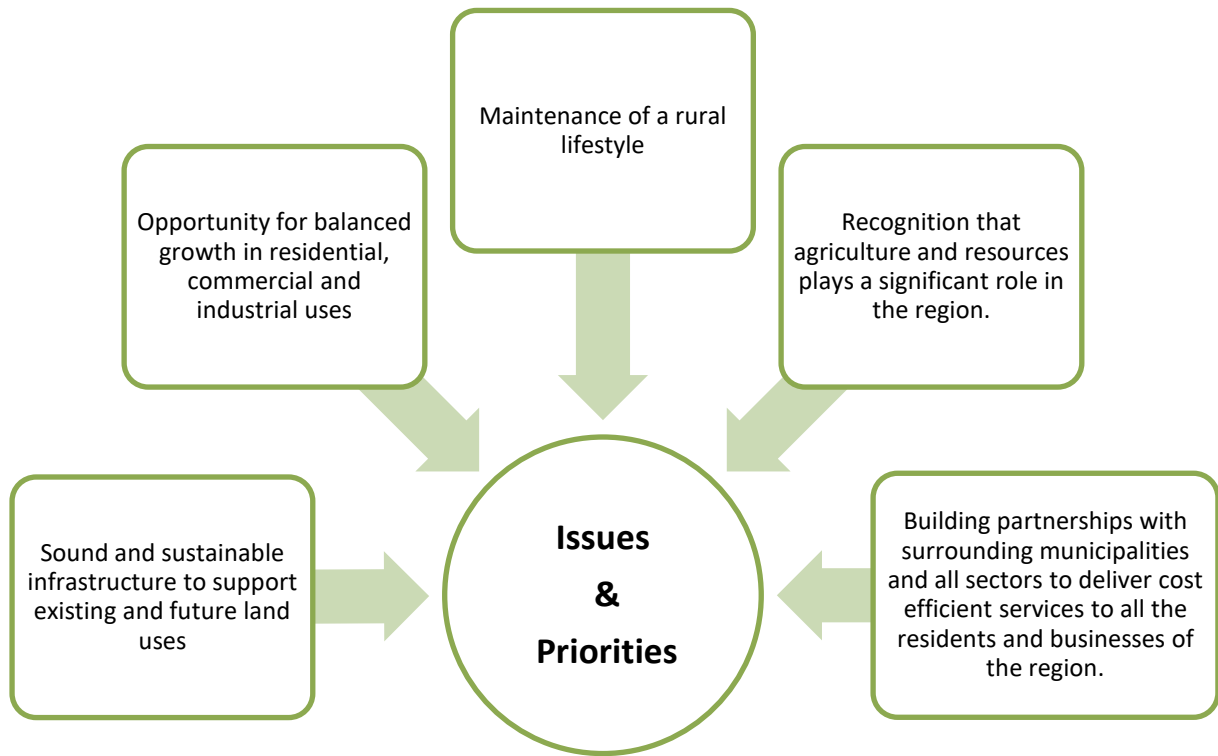 Maintenance of a rural
lifestyle
Opportunity for balanced
growth in residential,
commercial and
industrial uses
Recognition that
agriculture and resources
plays a significant role in
the region.
Sound and sustainable
infrastructure to support
existing and future land
uses
Issues
&
Priorities
Building partnerships with
surrounding municipalities
and all sectors to deliver cost
efficient services to all the
residents and businesses of
the region.